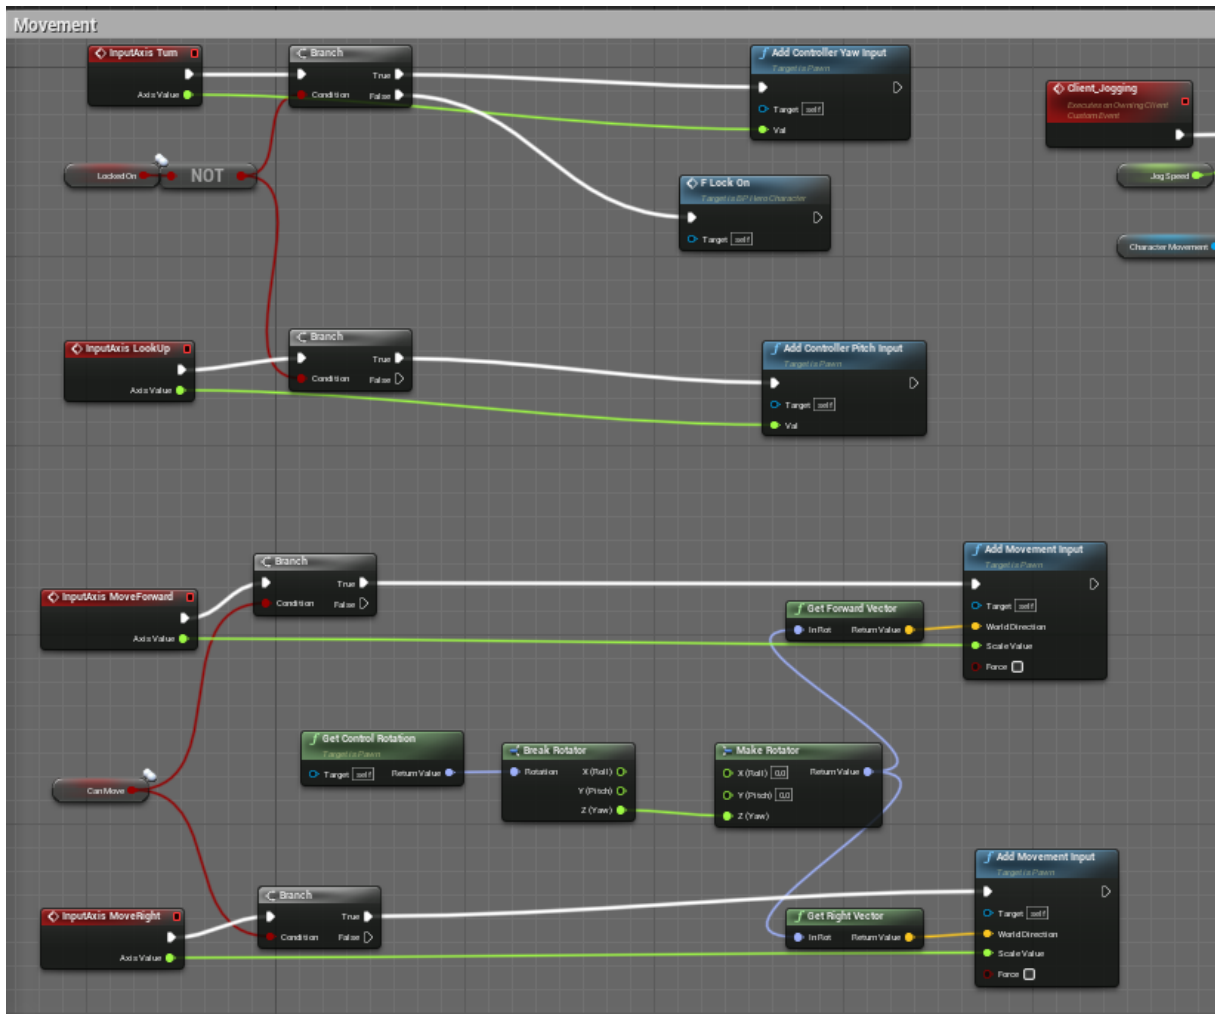 Movement
InputAxis Turn
Axis Value
Branch
True
Condition
False
Add Controller Yaw Input
Target is Pawn
Target
self
Val
Client_Jogging
Executes on Owning Client
Custom Event
Locked On
NOT
Jog Speed
F Lock On
Target is BP Hero Character
Target
self
Character Movement
InputAxis LookUp
Axis Value
Branch
True
Condition
False
Add Controller Pitch Input
Target is Pawn
Target
self
Val
InputAxis MoveForward
Axis Value
Branch
True
Condition
False
Get Forward Vector
In Rot
Return Value
Add Movement Input
Target is Pawn
Target
self
World Direction
Scale Value
Force
Can Move
Get Control Rotation
Target is Pawn
Target
self
Return Value
Break Rotator
Rotation
X (Roll)
Y (Pitch)
Z (Yaw)
Make Rotator
X (Roll)
0.0
Return Value
Y (Pitch)
0.0
Z (Yaw)
InputAxis MoveRight
Axis Value
Branch
True
Condition
False
Get Right Vector
In Rot
Return Value
Add Movement Input
Target is Pawn
Target
self
World Direction
Scale Value
Force